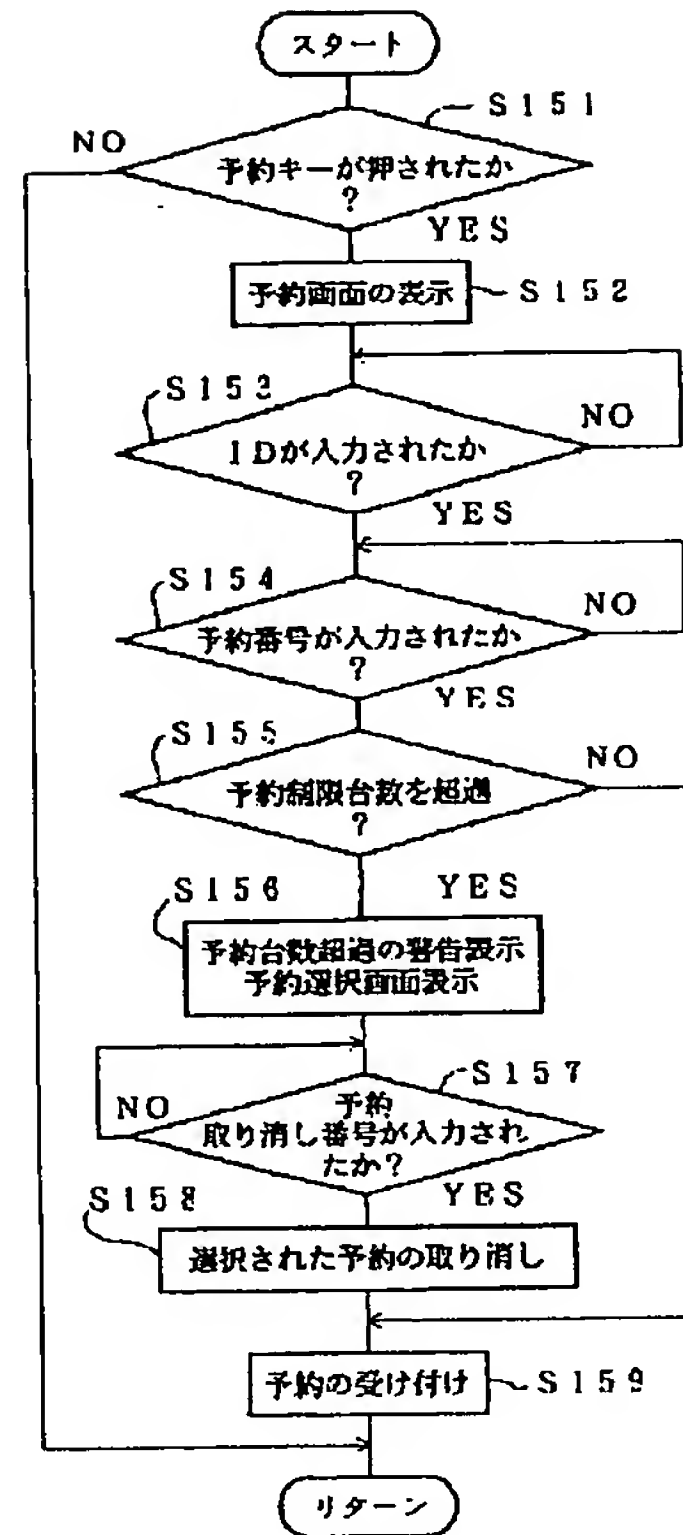 スタート
S151
NO
予約キーが押されたか
?
YES
予約画面の表示
S152
S153
NO
IDが入力されたか
?
YES
S154
NO
予約番号が入力されたか
?
YES
S155
NO
予約制限台数を超過
?
YES
S156
予約台数超過の警告表示
予約選択画面表示
S157
NO
予約
取り消し番号が入力され
たか?
YES
S158
選択された予約の取り消し
予約の受け付け
S159
リターン